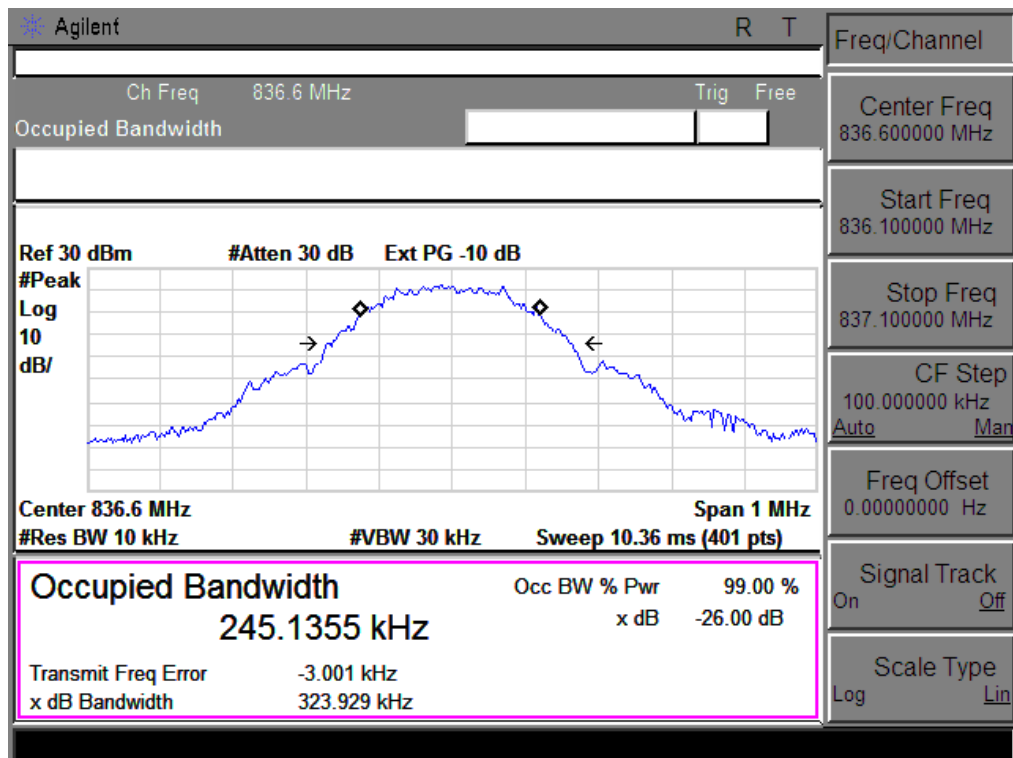 Agilent R T
Ch Freq 836.6 MHz Trig Free
Occupied Bandwidth
Ref 30 dBm #Atten 30 dB Ext PG -10 dB
#Peak
Log
10
dB/
Center 836.6 MHz Span 1 MHz
#Res BW 10 kHz #VBW 30 kHz Sweep 10.36 ms (401 pts)
Occupied Bandwidth Occ BW % Pwr 99.00 %
245.1355 kHz x dB -26.00 dB
Transmit Freq Error -3.001 kHz
x dB Bandwidth 323.929 kHz
Freq/Channel
Center Freq
836.600000 MHz
Start Freq
836.100000 MHz
Stop Freq
837.100000 MHz
CF Step
100.000000 kHz
Auto Man
Freq Offset
0.00000000 Hz
Signal Track
On Off
Scale Type
Log Lin